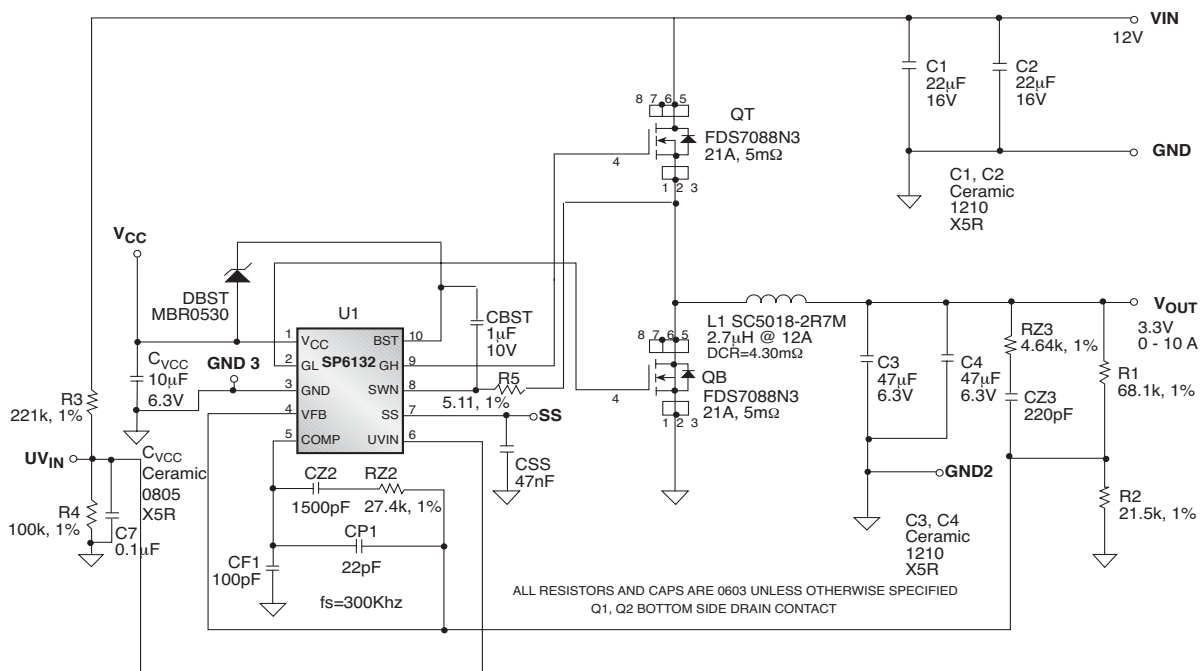 VIN
12V
C1
22µF
16V
C2
22µF
16V
8 7 6 5
QT
FDS7088N3
21A, 5mΩ
4
1 2 3
GND
C1, C2
Ceramic
1210
X5R
VCC
DBST
MBR0530
U1
SP6132
1
VCC
BST
10
2
GL
GH
9
3
GND
SWN
8
4
VFB
SS
7
5
COMP
UVIN
6
CBST
1µF
10V
L1 SC5018-2R7M
2.7µH @ 12A
DCR=4.30mΩ
VOUT
3.3V
0 - 10 A
8 7 6 5
QB
FDS7088N3
21A, 5mΩ
4
1 2 3
C3
47µF
6.3V
C4
47µF
6.3V
RZ3
4.64k, 1%
CZ3
220pF
R1
68.1k, 1%
R2
21.5k, 1%
GND2
C3, C4
Ceramic
1210
X5R
CVCC
10µF
6.3V
GND 3
R5
5.11, 1%
SS
CSS
47nF
R3
221k, 1%
UVIN
CVCC
Ceramic
0805
X5R
R4
100k, 1%
C7
0.1µF
CZ2
1500pF
RZ2
27.4k, 1%
CP1
22pF
CF1
100pF
fs=300Khz
ALL RESISTORS AND CAPS ARE 0603 UNLESS OTHERWISE SPECIFIED
Q1, Q2 BOTTOM SIDE DRAIN CONTACT